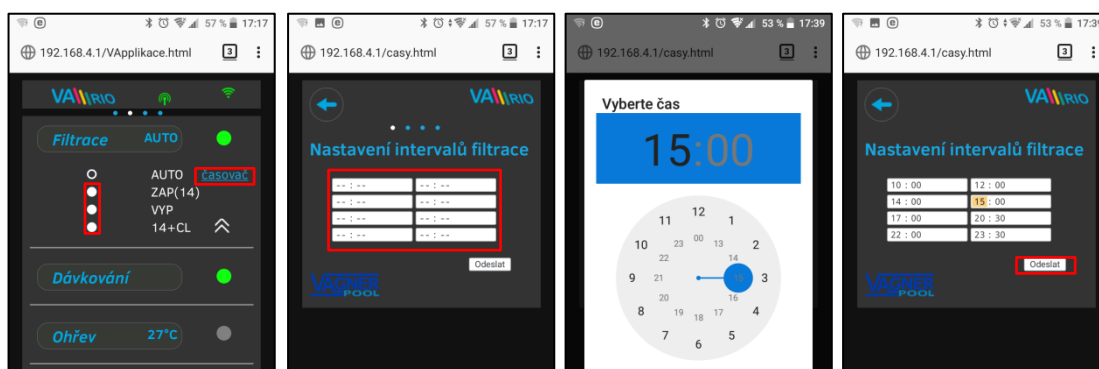 57 % 17:17
192.168.4.1/VApplikace.html 3
VARIO
Filtrace AUTO
AUTO časovač
ZAP(14)
VYP
14+CL
Dávkování
Ohřev 27°C
57 % 17:17
192.168.4.1/casy.html 3
VARIO
Nastavení intervalů filtrace
-- : -- -- : --
-- : -- -- : --
-- : -- -- : --
-- : -- -- : --
Odeslat
VAGNER
POOL
53 % 17:39
192.168.4.1/casy.html 3
Vyberte čas
15:00
12
11 1
00
23 13
10 2
22 14
9 21 15 3
20 16
8 4
19 17
18
7 5
6
53 % 17:39
192.168.4.1/casy.html 3
VARIO
Nastavení intervalů filtrace
10 : 00 12 : 00
14 : 00 15 : 00
17 : 00 20 : 30
22 : 00 23 : 30
Odeslat
VAGNER
POOL